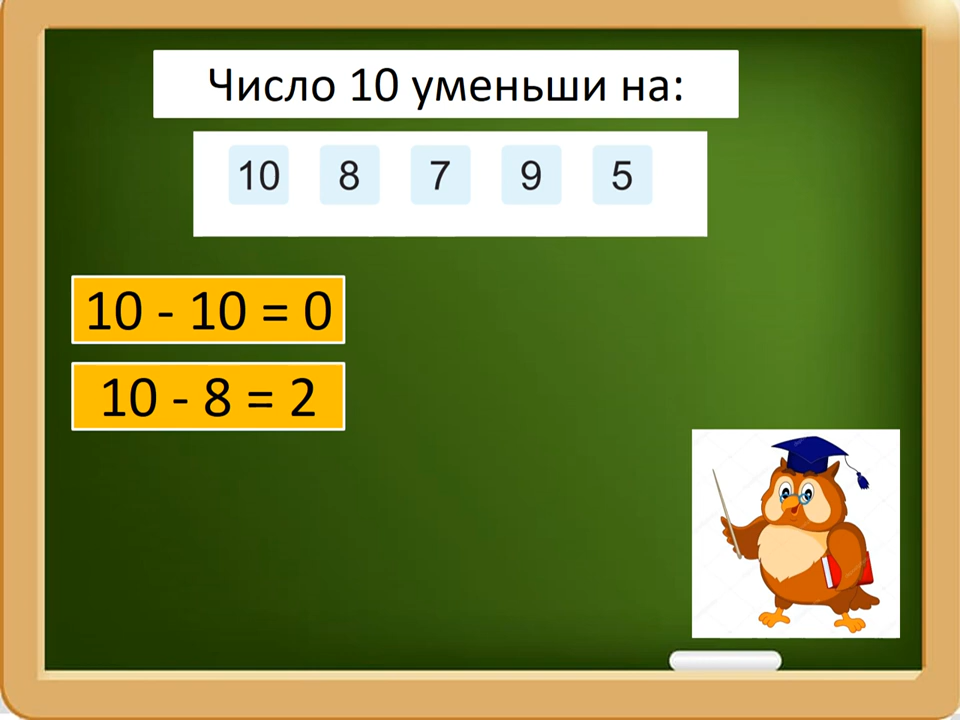 Число 10 уменьши на:
10 8 7 9 5
10 - 10 = 0
10 - 8 = 2